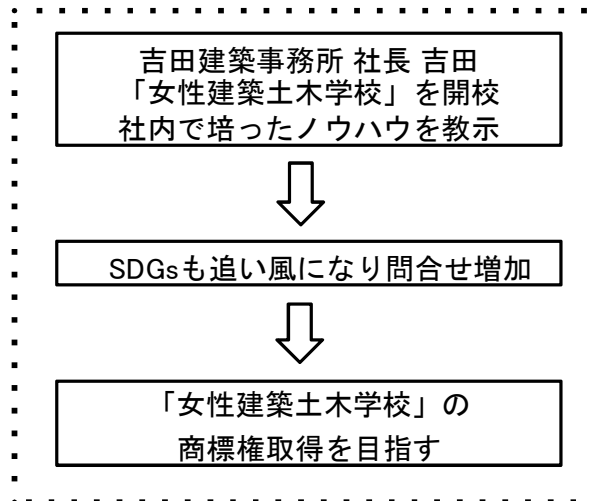 吉田建築事務所 社長 吉田
「女性建築土木学校」を開校
社内で培ったノウハウを教示
SDGsも追い風になり問合せ増加
「女性建築土木学校」の
商標権取得を目指す